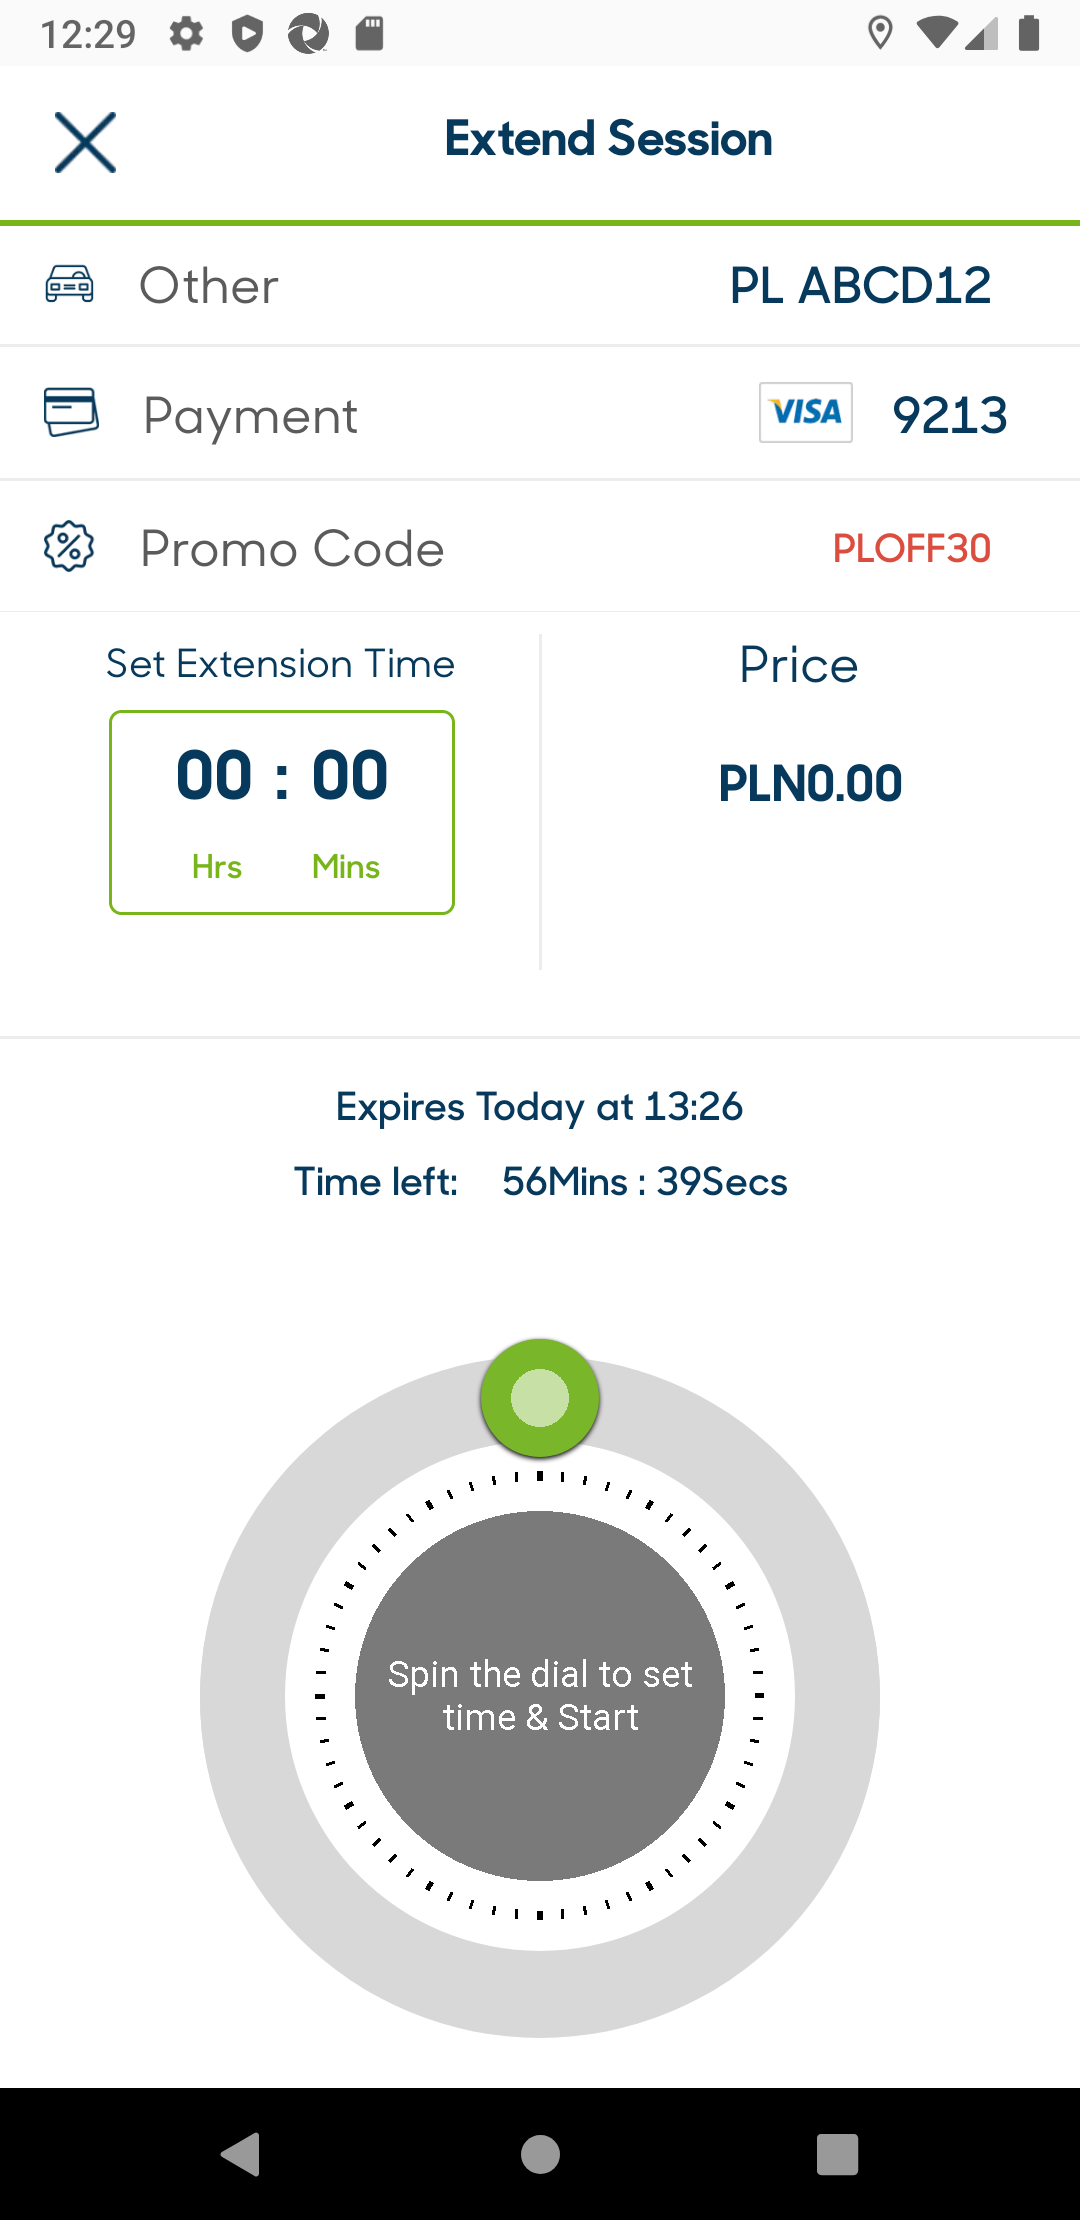 12:29
Extend Session
Other PL ABCD12
Payment VISA 9213
Promo Code PLOFF30
Set Extension Time Price
00 : 00 PLN0.00
Hrs Mins
Expires Today at 13:26
Time left: 56Mins : 39Secs
Spin the dial to set
time & Start